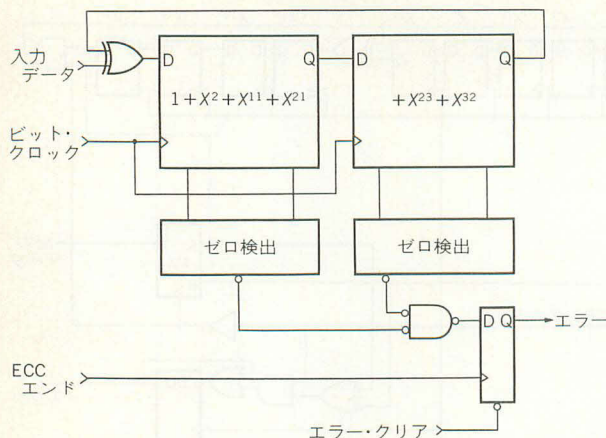 入力
データ
D
Q
D
Q
1+X²+X¹¹+X²¹
+X²³+X³²
ビット・
クロック
ゼロ検出
ゼロ検出
D Q
エラー
ECC
エンド
エラー・クリア